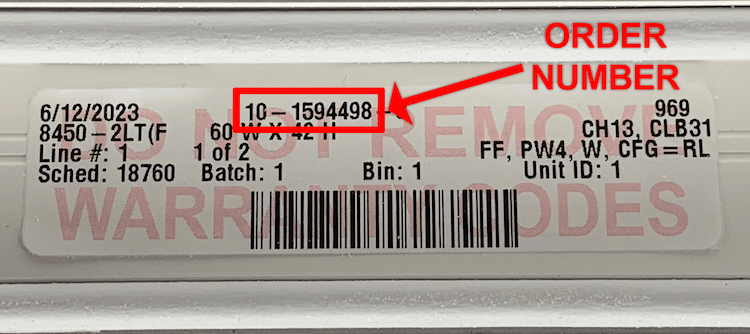 ORDER
NUMBER
DO NOT REMOVE
WARRANTY CODES
6/12/2023 10-1594498 969
8450-2LT(F 60 W X 42 H CH13, CLB31
Line #: 1 1 of 2 FF, PW4, W, CFG=RL
Sched: 18760 Batch: 1 Bin: 1 Unit ID: 1